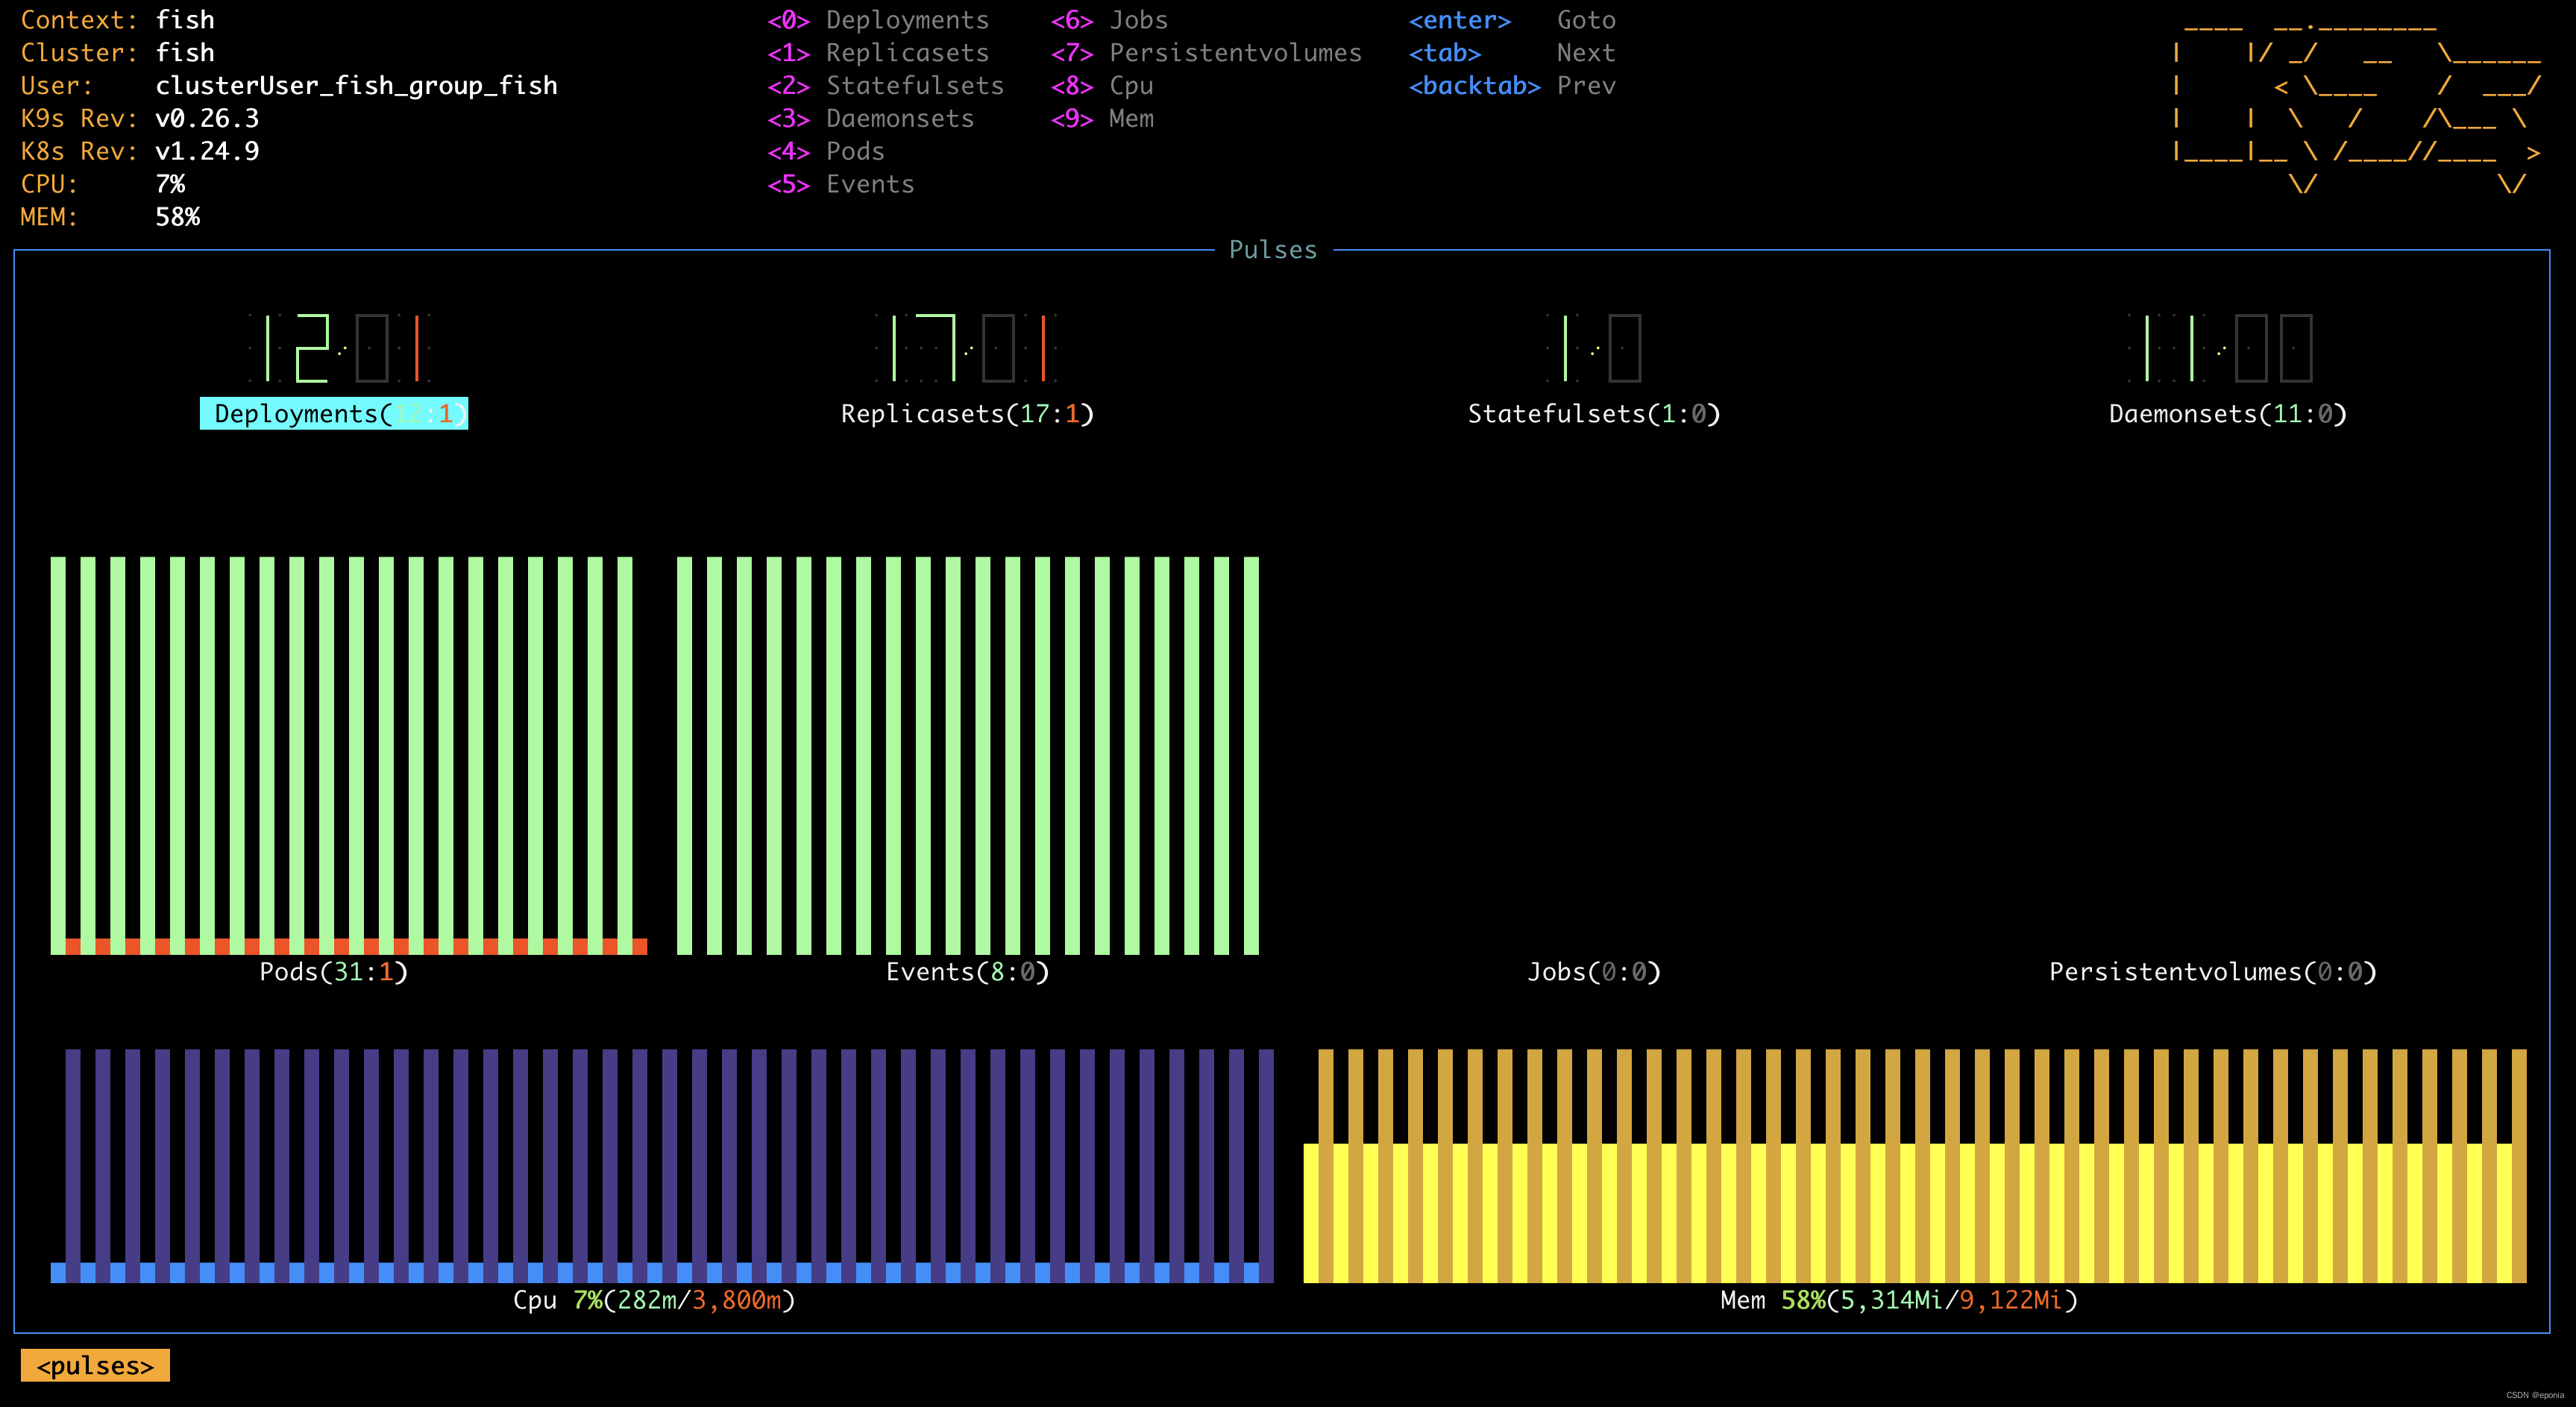 Context: fish
Cluster: fish
User: clusterUser_fish_group_fish
K9s Rev: v0.26.3
K8s Rev: v1.24.9
CPU: 7%
MEM: 58%
<0> Deployments
<1> Replicasets
<2> Statefulsets
<3> Daemonsets
<4> Pods
<5> Events
<6> Jobs
<7> Persistentvolumes
<8> Cpu
<9> Mem
<enter> Goto
<tab> Next
<backtab> Prev
K9s
Pulses
12:01
17:01
1:0
11:00
Deployments(12:1)
Replicasets(17:1)
Statefulsets(1:0)
Daemonsets(11:0)
Pods(31:1)
Events(8:0)
Jobs(0:0)
Persistentvolumes(0:0)
Cpu 7%(282m/3,800m)
Mem 58%(5,314Mi/9,122Mi)
<pulses>
CSDN @eponia